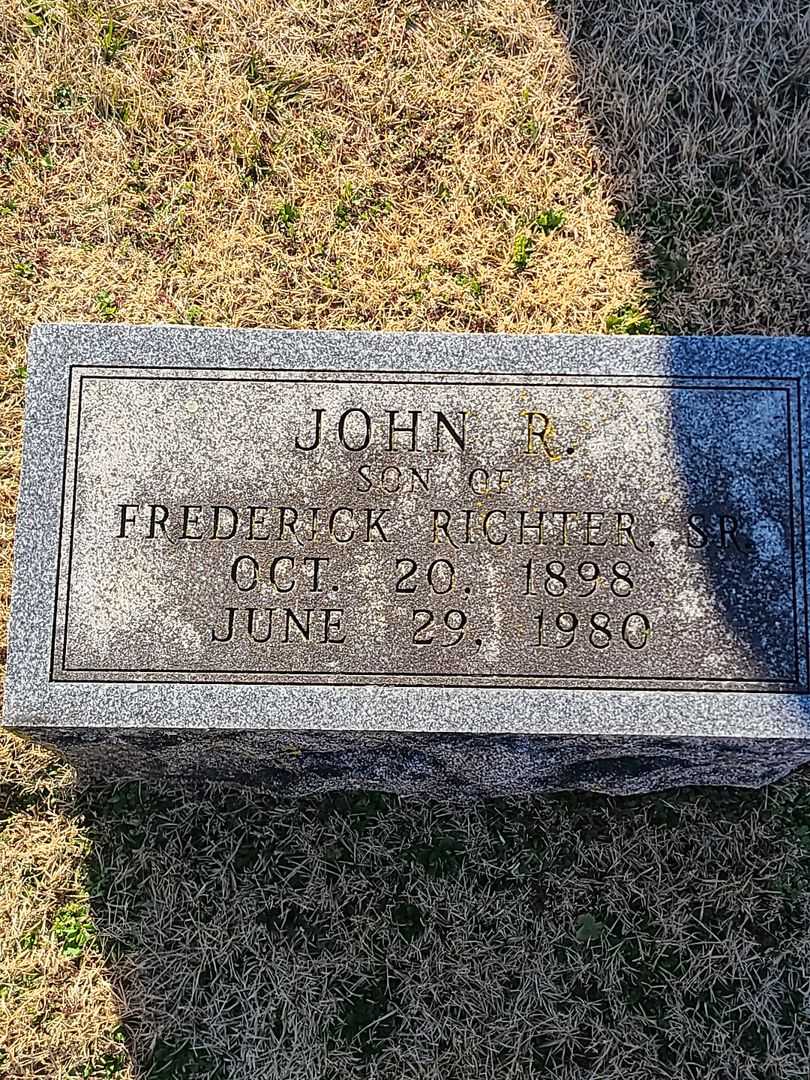 JOHN R.
SON OF
FREDERICK RICHTER. SR.
OCT. 20. 1898
JUNE 29, 1980